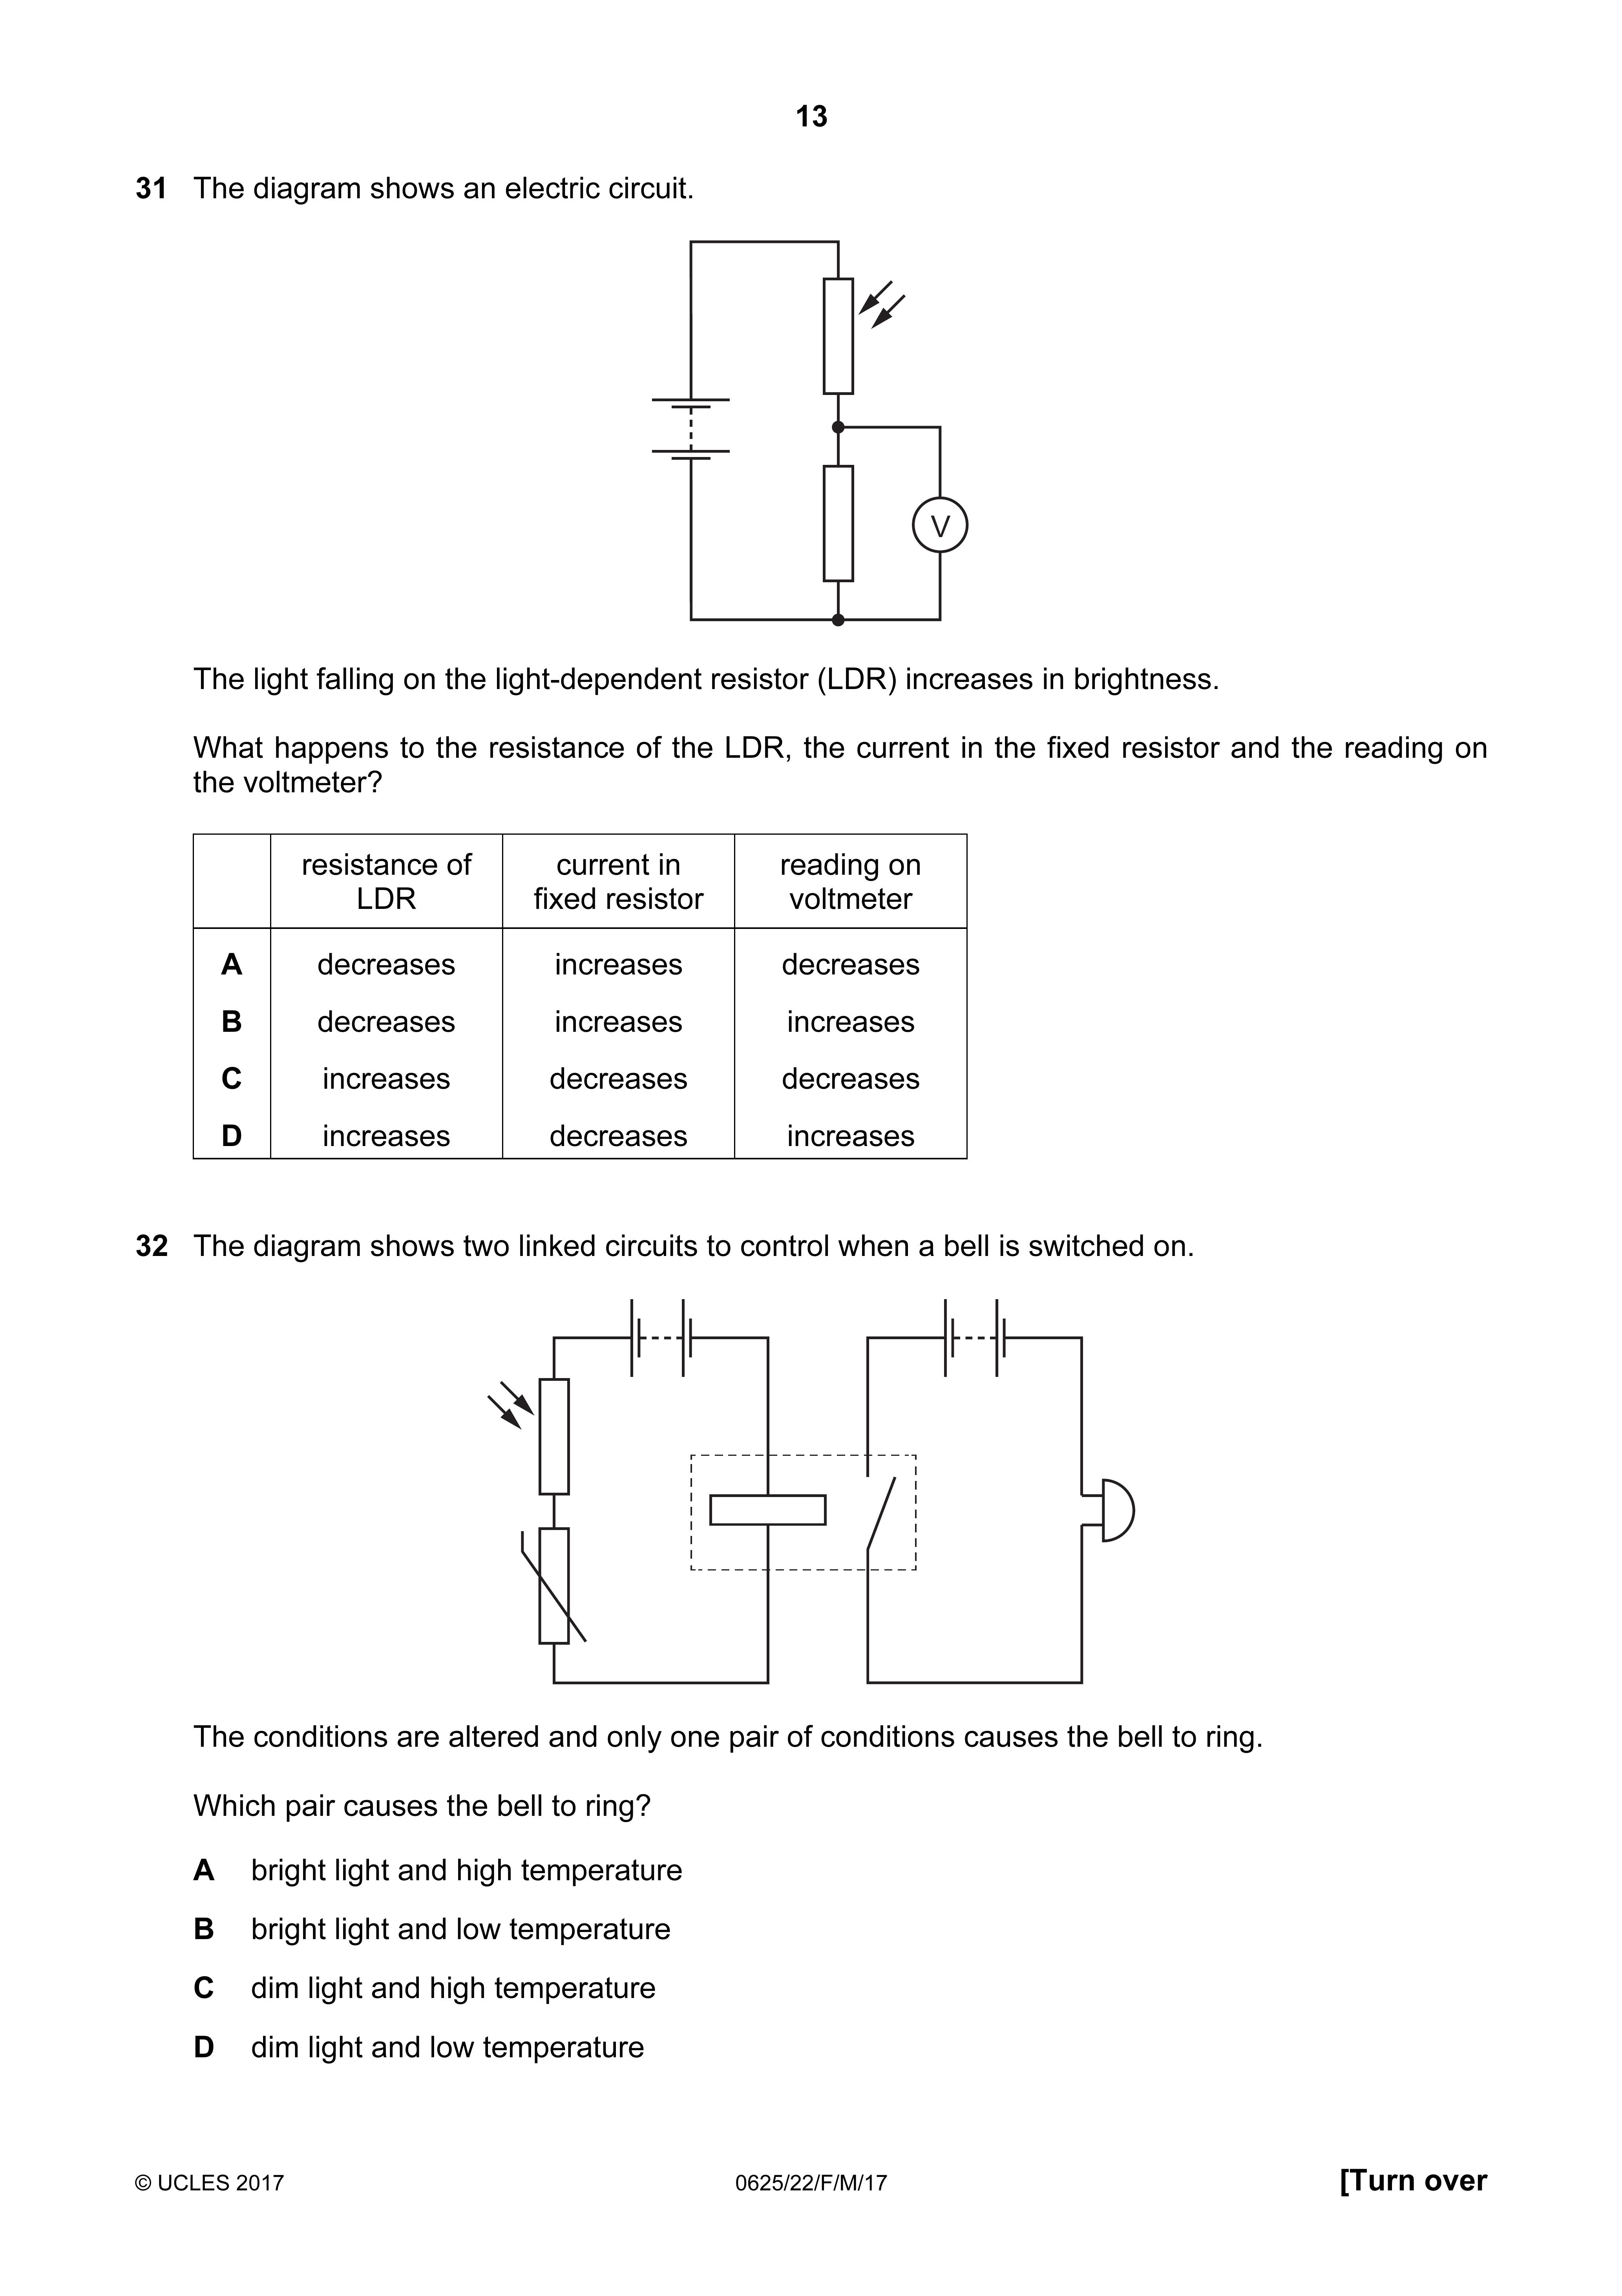 13
31 The diagram shows an electric circuit.
V
The light falling on the light-dependent resistor (LDR) increases in brightness.
What happens to the resistance of the LDR, the current in the fixed resistor and the reading on
the voltmeter?
resistance of LDR current in fixed resistor reading on voltmeter
A decreases increases decreases
B decreases increases increases
C increases decreases decreases
D increases decreases increases
32 The diagram shows two linked circuits to control when a bell is switched on.
The conditions are altered and only one pair of conditions causes the bell to ring.
Which pair causes the bell to ring?
A bright light and high temperature
B bright light and low temperature
C dim light and high temperature
D dim light and low temperature
© UCLES 2017 0625/22/F/M/17 [Turn over